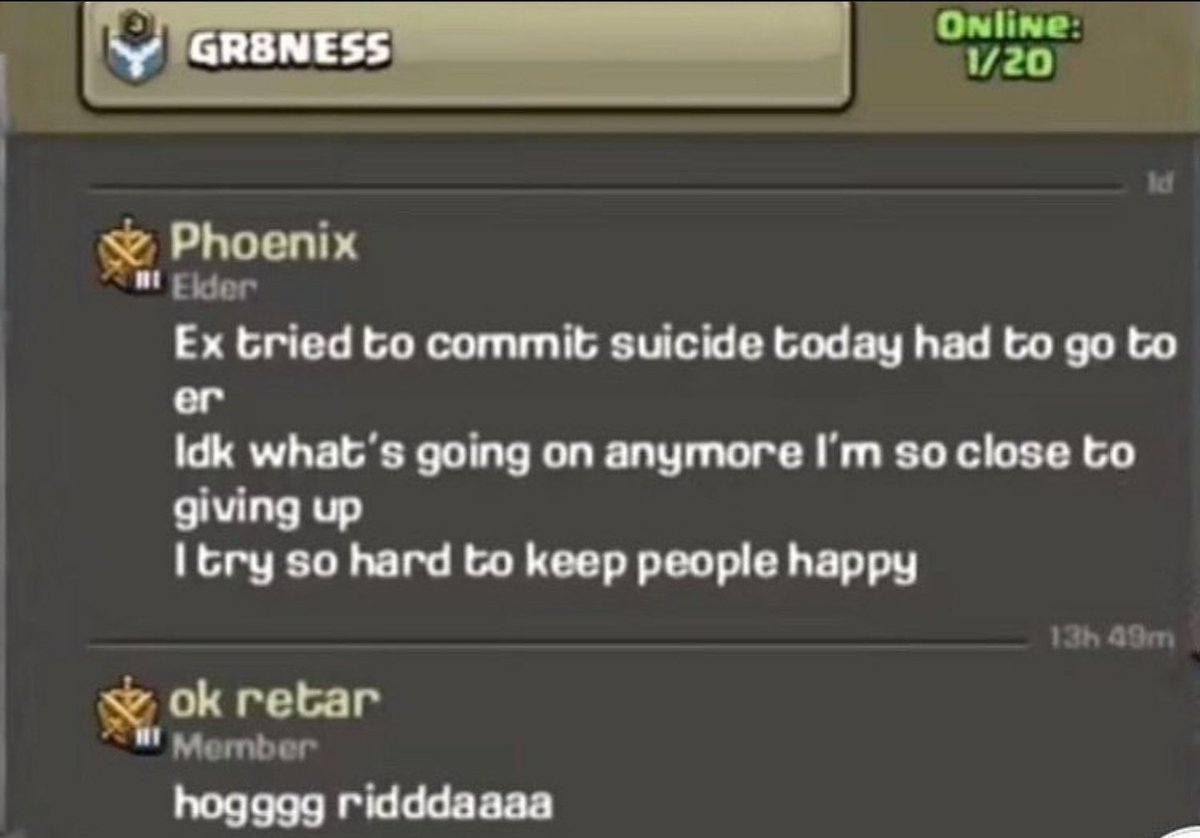 GR8NESS
Online:
1/20
1d
Phoenix
Elder
Ex tried to commit suicide today had to go to
er
Idk what's going on anymore I'm so close to
giving up
I try so hard to keep people happy
13h 49m
ok retar
Member
hogggg ridddaaaa